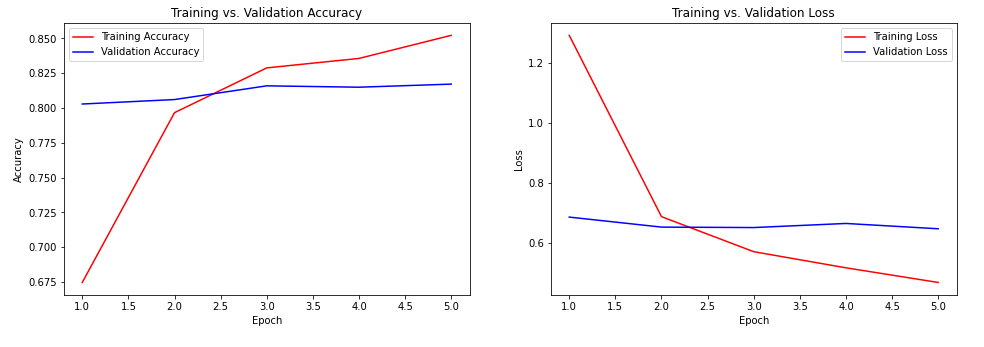 Training vs. Validation Accuracy
Training Accuracy
Validation Accuracy
0.850
0.825
0.800
0.775
0.750
0.725
0.700
0.675
Accuracy
1.0 1.5 2.0 2.5 3.0 3.5 4.0 4.5 5.0
Epoch
Training vs. Validation Loss
Training Loss
Validation Loss
1.2
1.0
0.8
0.6
Loss
1.0 1.5 2.0 2.5 3.0 3.5 4.0 4.5 5.0
Epoch